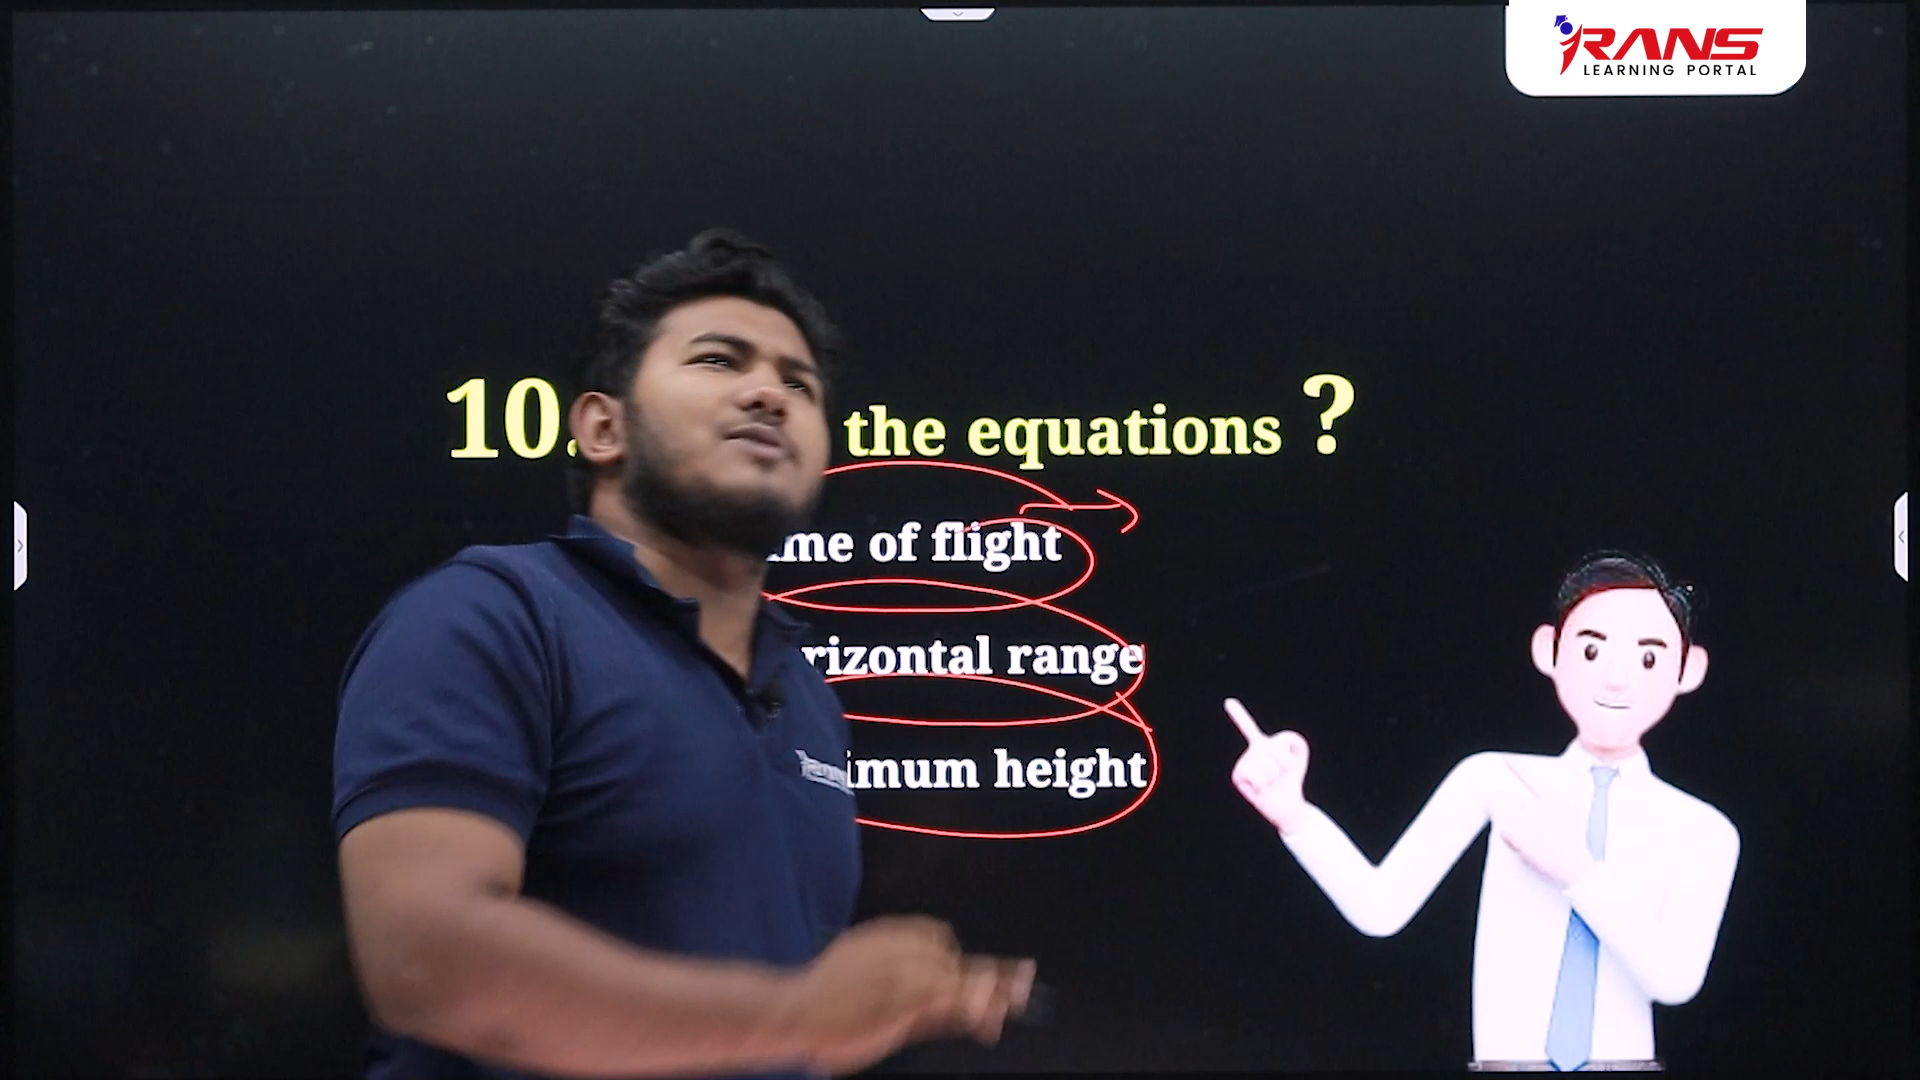 RANS
LEARNING PORTAL
10. the equations ?
me of flight
rizontal range
imum height